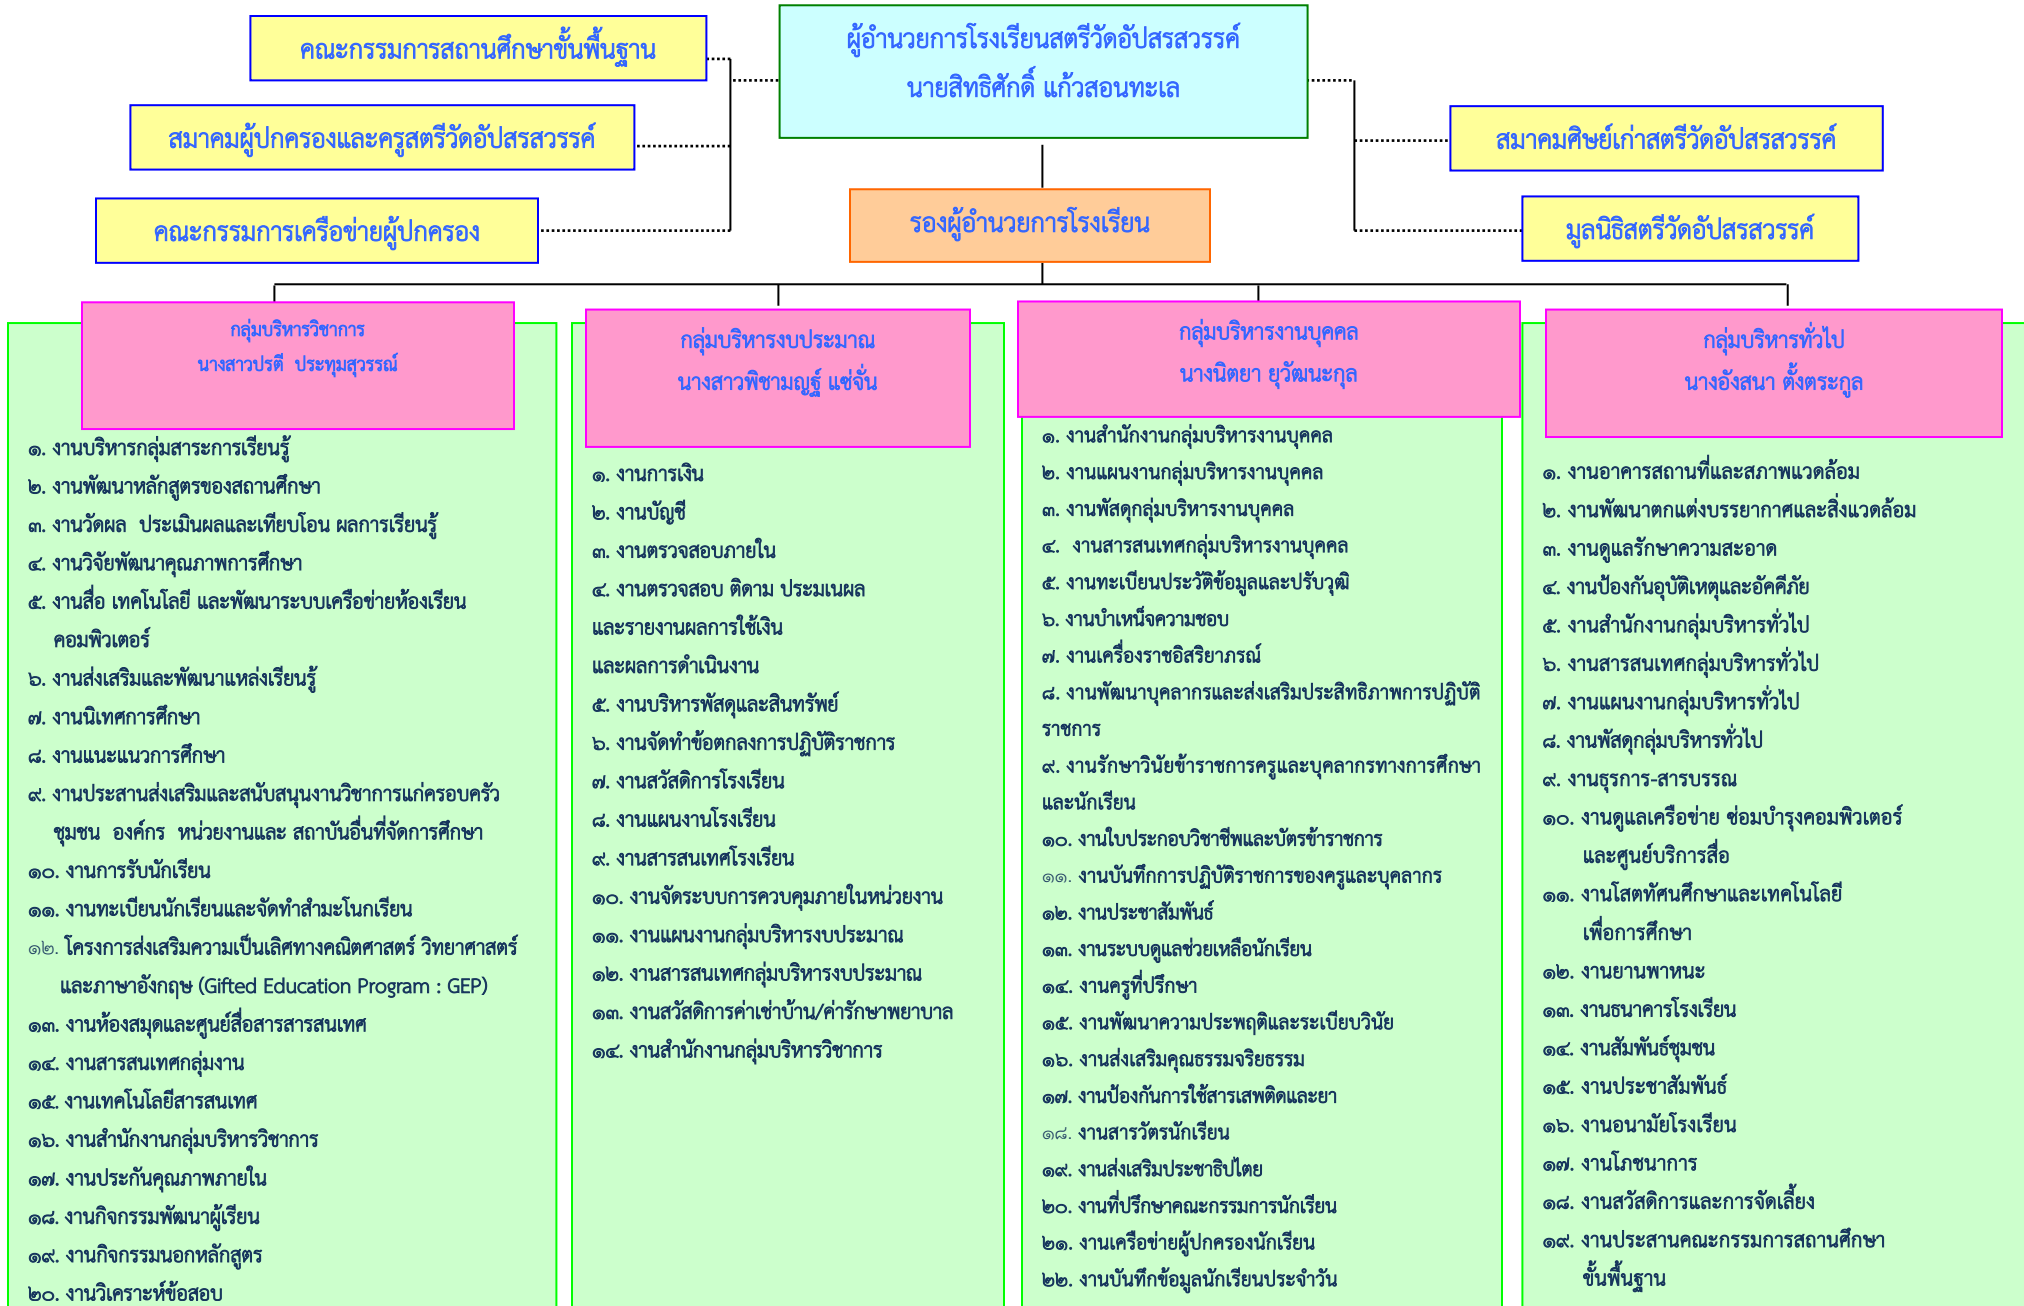 คณะกรรมการสถานศึกษาขั้นพื้นฐาน
ผู้อำนวยการโรงเรียนสตรีวัดอัปสรสวรรค์
นายสิทธิศักดิ์ แก้วสอนทะเล
สมาคมผู้ปกครองและครูสตรีวัดอัปสรสวรรค์
สมาคมศิษย์เก่าสตรีวัดอัปสรสวรรค์
คณะกรรมการเครือข่ายผู้ปกครอง
รองผู้อำนวยการโรงเรียน
มูลนิธิสตรีวัดอัปสรสวรรค์
กลุ่มบริหารวิชาการ
นางสาวปรตี ประทุมสุวรรณ์
๑. งานบริหารกลุ่มสาระการเรียนรู้
๒. งานพัฒนาหลักสูตรของสถานศึกษา
๓. งานวัดผล ประเมินผลและเทียบโอน ผลการเรียนรู้
๔. งานวิจัยพัฒนาคุณภาพการศึกษา
๕. งานสื่อ เทคโนโลยี และพัฒนาระบบเครือข่ายห้องเรียน
คอมพิวเตอร์
๖. งานส่งเสริมและพัฒนาแหล่งเรียนรู้
๗. งานนิเทศการศึกษา
๘. งานแนะแนวการศึกษา
๙. งานประสานส่งเสริมและสนับสนุนงานวิชาการแก่ครอบครัว
ชุมชน องค์กร หน่วยงานและ สถาบันอื่นที่จัดการศึกษา
๑๐. งานการรับนักเรียน
๑๑. งานทะเบียนนักเรียนและจัดทำสำมะโนกเรียน
๑๒. โครงการส่งเสริมความเป็นเลิศทางคณิตศาสตร์ วิทยาศาสตร์
และภาษาอังกฤษ (Gifted Education Program : GEP)
๑๓. งานห้องสมุดและศูนย์สื่อสารสารสนเทศ
๑๔. งานสารสนเทศกลุ่มงาน
๑๕. งานเทคโนโลยีสารสนเทศ
๑๖. งานสำนักงานกลุ่มบริหารวิชาการ
๑๗. งานประกันคุณภาพภายใน
๑๘. งานกิจกรรมพัฒนาผู้เรียน
๑๙. งานกิจกรรมนอกหลักสูตร
๒๐. งานวิเคราะห์ข้อสอบ
กลุ่มบริหารงบประมาณ
นางสาวพิชามญฐ์ แซ่จั่น
๑. งานการเงิน
๒. งานบัญชี
๓. งานตรวจสอบภายใน
๔. งานตรวจสอบ ติดาม ประมเนผล
และรายงานผลการใช้เงิน
และผลการดำเนินงาน
๕. งานบริหารพัสดุและสินทรัพย์
๖. งานจัดทำข้อตกลงการปฏิบัติราชการ
๗. งานสวัสดิการโรงเรียน
๘. งานแผนงานโรงเรียน
๙. งานสารสนเทศโรงเรียน
๑๐. งานจัดระบบการควบคุมภายในหน่วยงาน
๑๑. งานแผนงานกลุ่มบริหารงบประมาณ
๑๒. งานสารสนเทศกลุ่มบริหารงบประมาณ
๑๓. งานสวัสดิการค่าเช่าบ้าน/ค่ารักษาพยาบาล
๑๔. งานสำนักงานกลุ่มบริหารวิชาการ
กลุ่มบริหารงานบุคคล
นางนิตยา ยุวัฒนะกุล
๑. งานสำนักงานกลุ่มบริหารงานบุคคล
๒. งานแผนงานกลุ่มบริหารงานบุคคล
๓. งานพัสดุกลุ่มบริหารงานบุคคล
๔. งานสารสนเทศกลุ่มบริหารงานบุคคล
๕. งานทะเบียนประวัติข้อมูลและปรับวุฒิ
๖. งานบำเหน็จความชอบ
๗. งานเครื่องราชอิสริยาภรณ์
๘. งานพัฒนาบุคลากรและส่งเสริมประสิทธิภาพการปฏิบัติ
ราชการ
๙. งานรักษาวินัยข้าราชการครูและบุคลากรทางการศึกษา
และนักเรียน
๑๐. งานใบประกอบวิชาชีพและบัตรข้าราชการ
๑๑. งานบันทึกการปฏิบัติราชการของครูและบุคลากร
๑๒. งานประชาสัมพันธ์
๑๓. งานระบบดูแลช่วยเหลือนักเรียน
๑๔. งานครูที่ปรึกษา
๑๕. งานพัฒนาความประพฤติและระเบียบวินัย
๑๖. งานส่งเสริมคุณธรรมจริยธรรม
๑๗. งานป้องกันการใช้สารเสพติดและยา
๑๘. งานสารวัตรนักเรียน
๑๙. งานส่งเสริมประชาธิปไตย
๒๐. งานที่ปรึกษาคณะกรรมการนักเรียน
๒๑. งานเครือข่ายผู้ปกครองนักเรียน
๒๒. งานบันทึกข้อมูลนักเรียนประจำวัน
กลุ่มบริหารทั่วไป
นางอังสนา ตั้งตระกูล
๑. งานอาคารสถานที่และสภาพแวดล้อม
๒. งานพัฒนาตกแต่งบรรยากาศและสิ่งแวดล้อม
๓. งานดูแลรักษาความสะอาด
๔. งานป้องกันอุบัติเหตุและอัคคีภัย
๕. งานสำนักงานกลุ่มบริหารทั่วไป
๖. งานสารสนเทศกลุ่มบริหารทั่วไป
๗. งานแผนงานกลุ่มบริหารทั่วไป
๘. งานพัสดุกลุ่มบริหารทั่วไป
๙. งานธุรการ-สารบรรณ
๑๐. งานดูแลเครือข่าย ซ่อมบำรุงคอมพิวเตอร์
และศูนย์บริการสื่อ
๑๑. งานโสตทัศนศึกษาและเทคโนโลยี
เพื่อการศึกษา
๑๒. งานยานพาหนะ
๑๓. งานธนาคารโรงเรียน
๑๔. งานสัมพันธ์ชุมชน
๑๕. งานประชาสัมพันธ์
๑๖. งานอนามัยโรงเรียน
๑๗. งานโภชนาการ
๑๘. งานสวัสดิการและการจัดเลี้ยง
๑๙. งานประสานคณะกรรมการสถานศึกษา
ขั้นพื้นฐาน